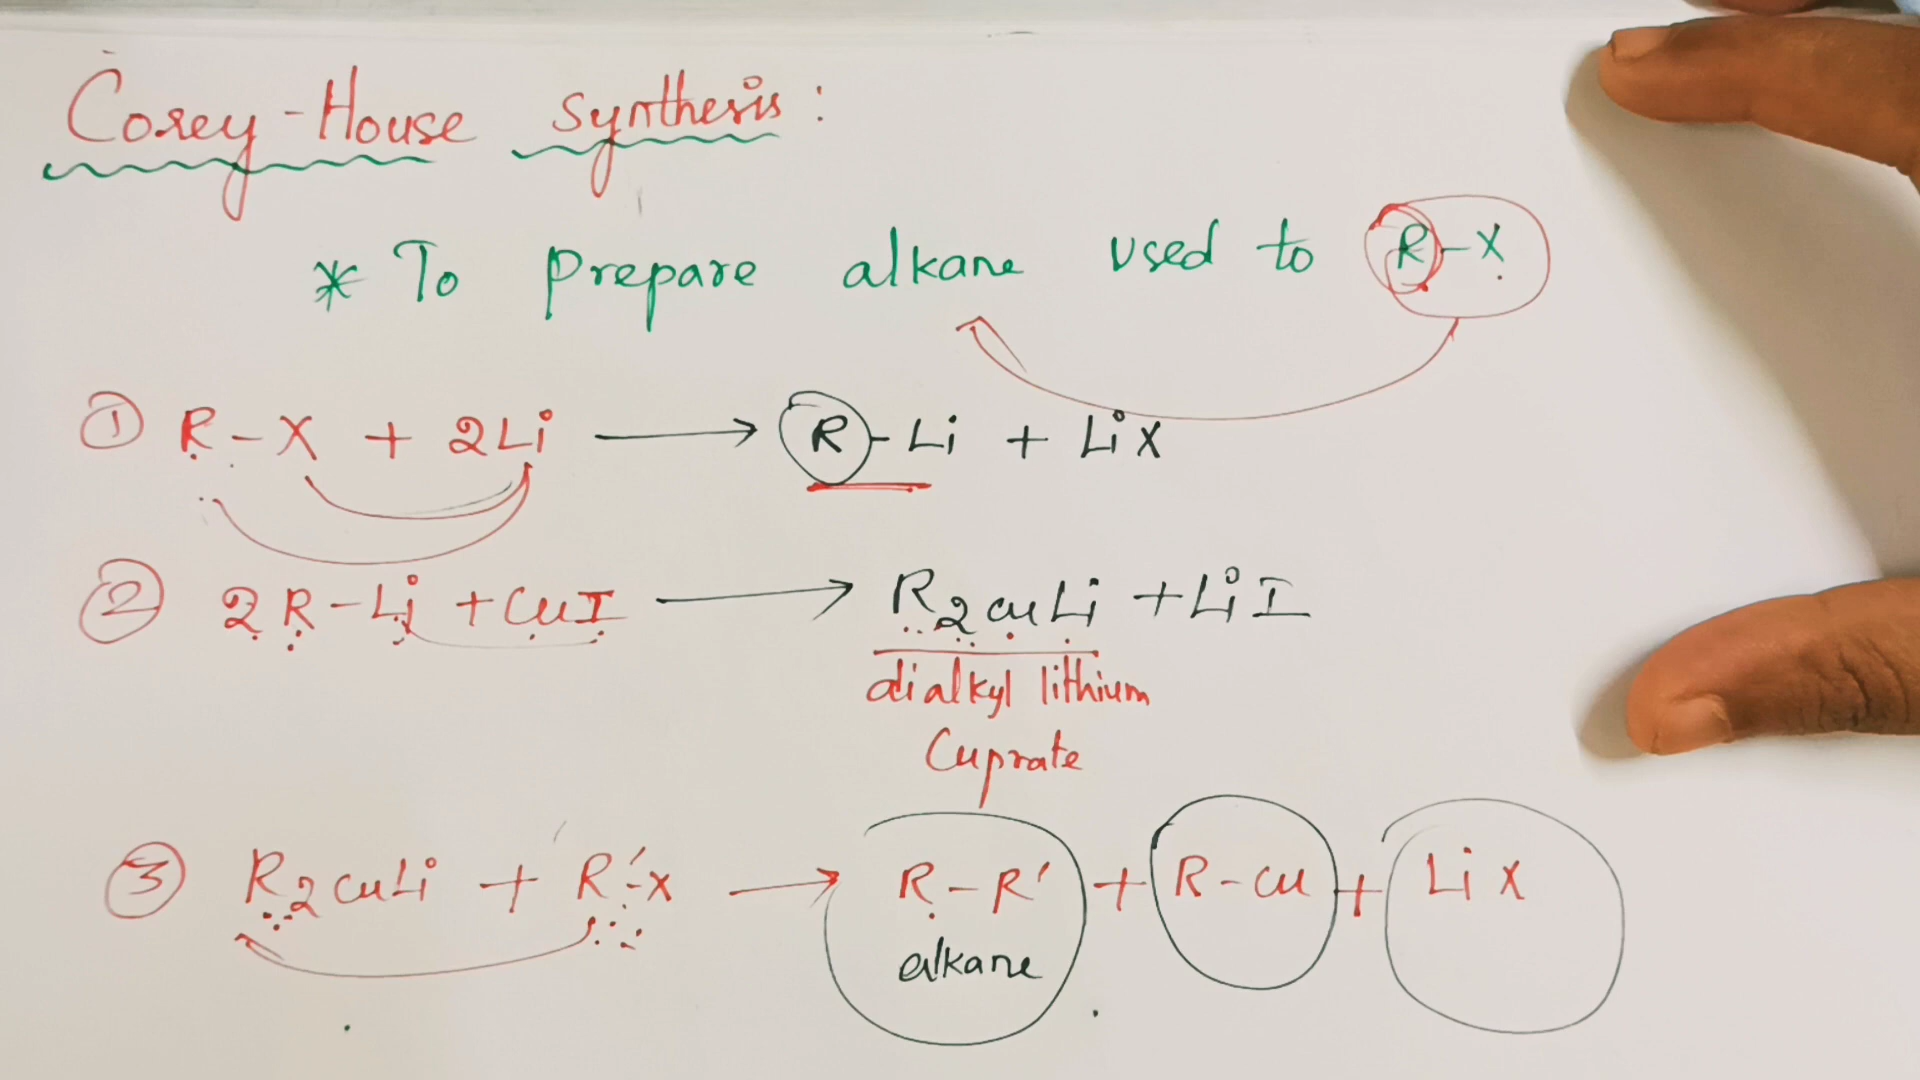 Corey-House Synthesis:
* To Prepare alkane used to R-X
① R-X + 2Li ⟶ R-Li + LiX
② 2R-Li + CuI ⟶ R₂CuLi + LiI
dialkyl lithium
Cuprate
③ R₂CuLi + R'-X ⟶ R-R' + R-Cu + LiX
alkane